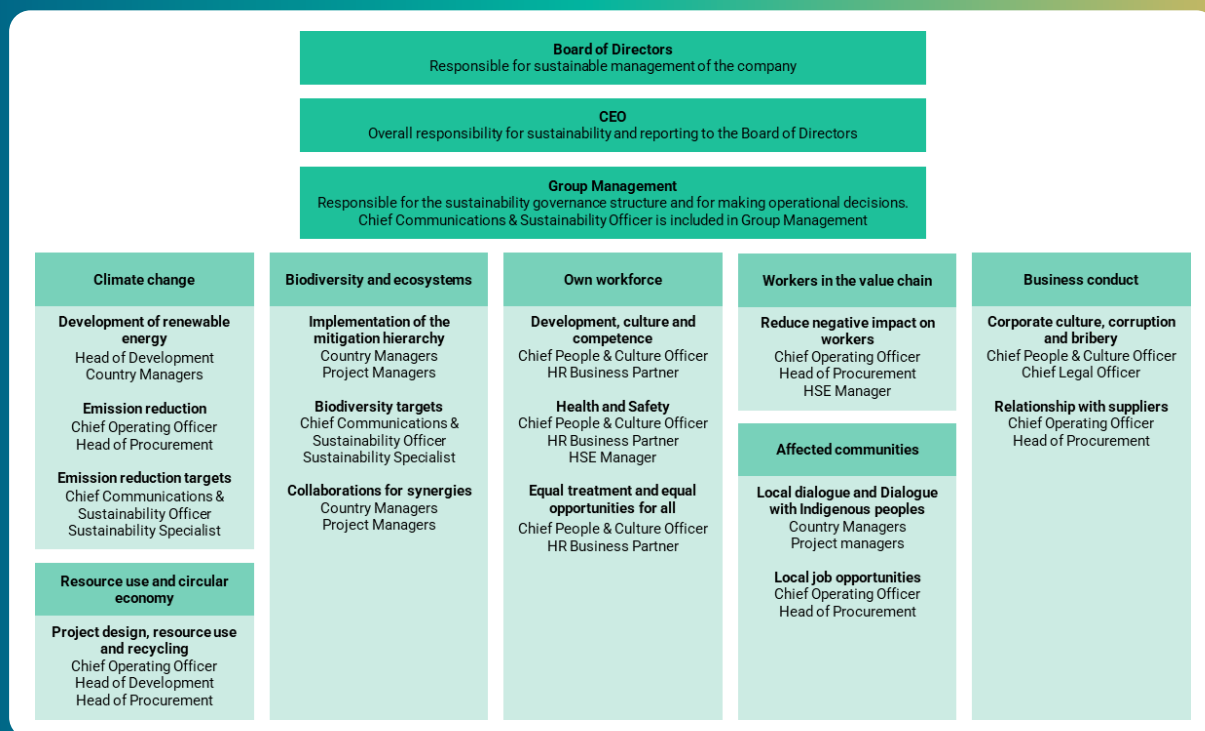 Board of Directors
Responsible for sustainable management of the company
CEO
Overall responsibility for sustainability and reporting to the Board of Directors
Group Management
Responsible for the sustainability governance structure and for making operational decisions.
Chief Communications & Sustainability Officer is included in Group Management
Climate change
Development of renewable
energy
Head of Development
Country Managers
Emission reduction
Chief Operating Officer
Head of Procurement
Emission reduction targets
Chief Communications &
Sustainability Officer
Sustainability Specialist
Resource use and circular
economy
Project design, resource use
and recycling
Chief Operating Officer
Head of Development
Head of Procurement
Biodiversity and ecosystems
Implementation of the
mitigation hierarchy
Country Managers
Project Managers
Biodiversity targets
Chief Communications &
Sustainability Officer
Sustainability Specialist
Collaborations for synergies
Country Managers
Project Managers
Own workforce
Development, culture and
competence
Chief People & Culture Officer
HR Business Partner
Health and Safety
Chief People & Culture Officer
HR Business Partner
HSE Manager
Equal treatment and equal
opportunities for all
Chief People & Culture Officer
HR Business Partner
Workers in the value chain
Reduce negative impact on
workers
Chief Operating Officer
Head of Procurement
HSE Manager
Affected communities
Local dialogue and Dialogue
with Indigenous peoples
Country Managers
Project managers
Local job opportunities
Chief Operating Officer
Head of Procurement
Business conduct
Corporate culture, corruption
and bribery
Chief People & Culture Officer
Chief Legal Officer
Relationship with suppliers
Chief Operating Officer
Head of Procurement